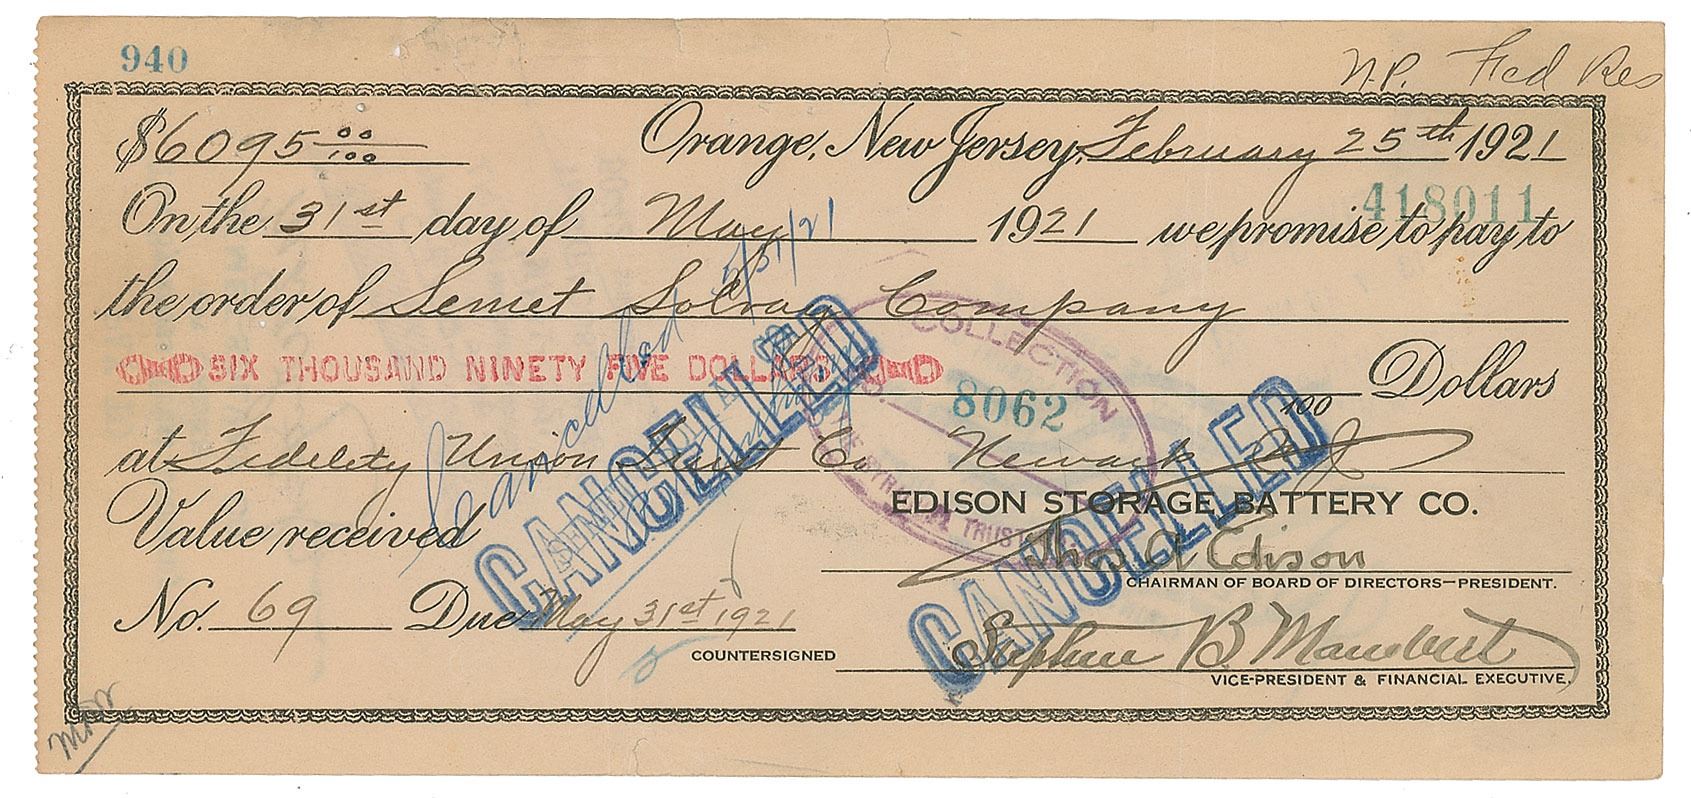 940
N.P. Fed Res
$6095 00/100 Orange, New Jersey, February 25th 1921
418011
On the 31st day of May 1921 we promise to pay to
the order of Semet Solvay Company
SIX THOUSAND NINETY FIVE DOLLARS Dollars
100
at Fidelity Union Trust Co Newark NJ
Value received
EDISON STORAGE BATTERY CO.
Thos A Edison
CHAIRMAN OF BOARD OF DIRECTORS—PRESIDENT.
No. 69 Due May 31st 1921
COUNTERSIGNED Stephen B Mambert
VICE-PRESIDENT & FINANCIAL EXECUTIVE.
Cancelled 5/31/21
CANCELLED
CANCELLED
COLLECTION
No. 8062
TRUST